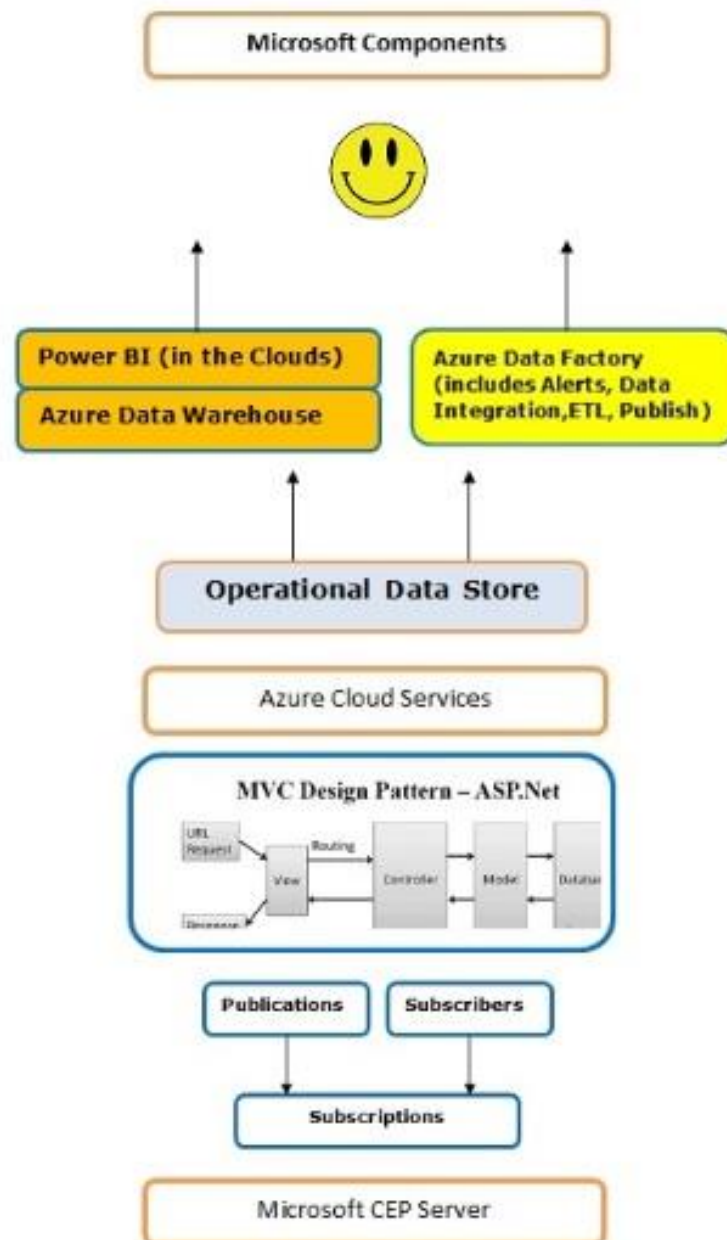 Microsoft Components
Power BI (in the Clouds)
Azure Data Warehouse
Azure Data Factory
(includes Alerts, Data
Integration,ETL, Publish)
Operational Data Store
Azure Cloud Services
MVC Design Pattern – ASP.Net
URL
Request
Routing
View
Controller
Model
Publications
Subscribers
Subscriptions
Microsoft CEP Server